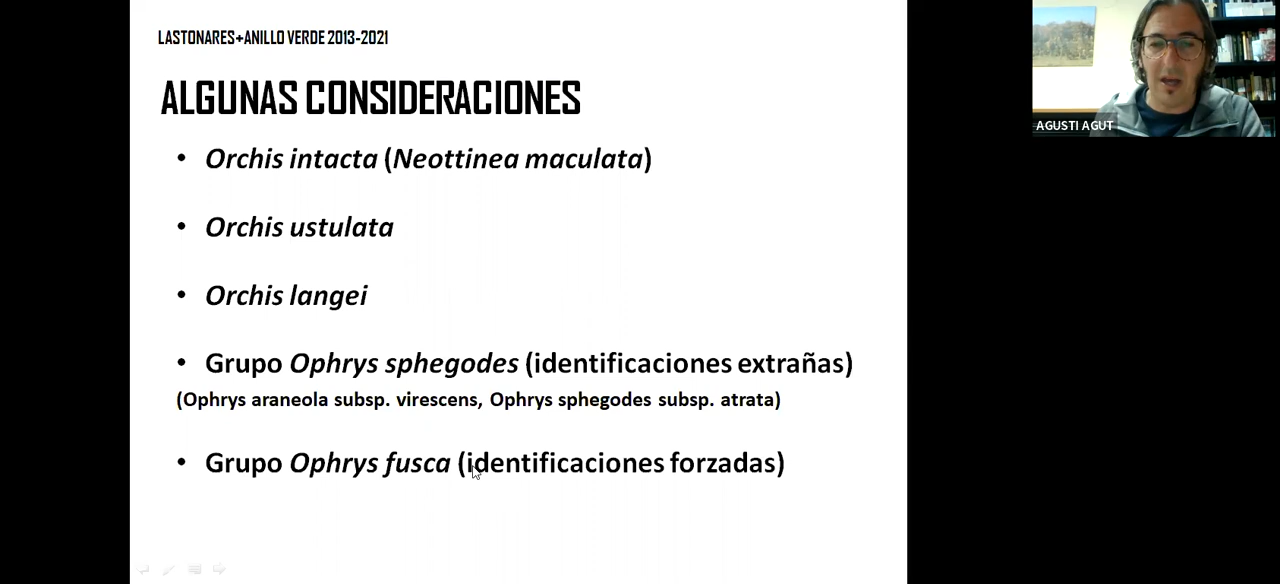 LASTONARES+ANILLO VERDE 2013-2021
ALGUNAS CONSIDERACIONES
• Orchis intacta (Neottinea maculata)
• Orchis ustulata
• Orchis langei
• Grupo Ophrys sphegodes (identificaciones extrañas)
(Ophrys araneola subsp. virescens, Ophrys sphegodes subsp. atrata)
• Grupo Ophrys fusca (identificaciones forzadas)
AGUSTI AGUT